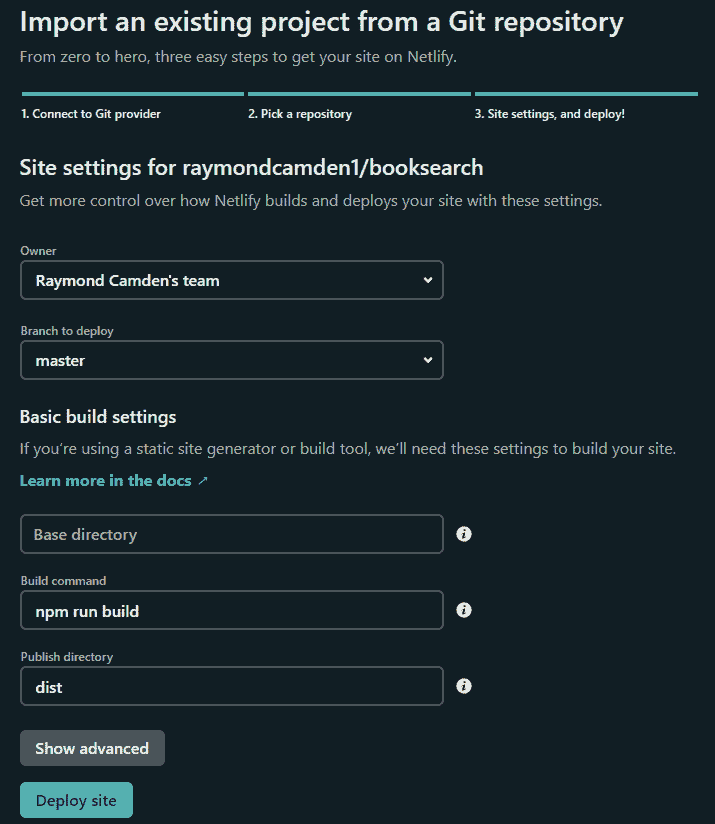 Import an existing project from a Git repository
From zero to hero, three easy steps to get your site on Netlify.
1. Connect to Git provider
2. Pick a repository
3. Site settings, and deploy!
Site settings for raymondcamden1/booksearch
Get more control over how Netlify builds and deploys your site with these settings.
Owner
Raymond Camden's team
Branch to deploy
master
Basic build settings
If you’re using a static site generator or build tool, we’ll need these settings to build your site.
Learn more in the docs ↗
Base directory
Build command
npm run build
Publish directory
dist
Show advanced
Deploy site